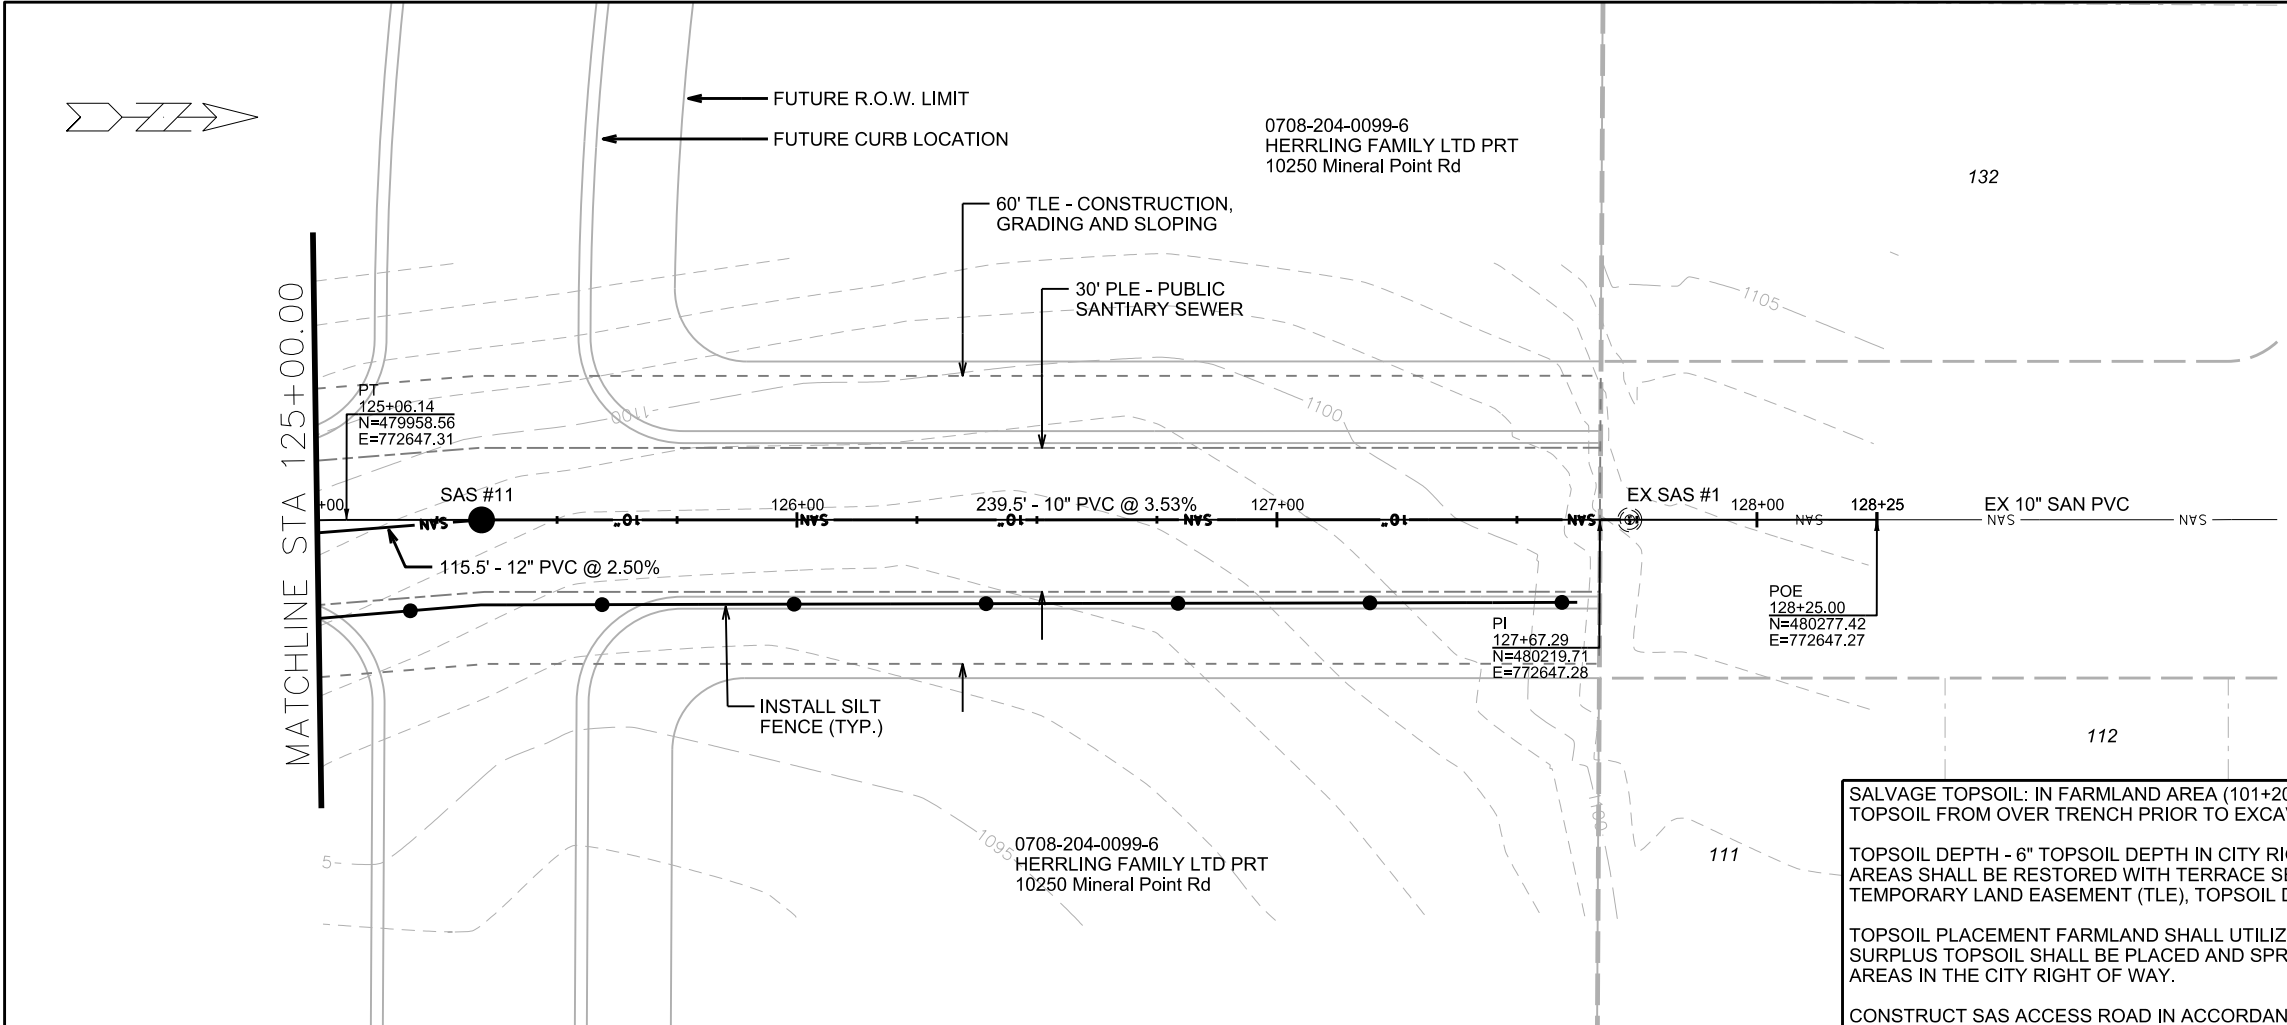 FUTURE R.O.W. LIMIT
FUTURE CURB LOCATION
0708-204-0099-6
HERRLING FAMILY LTD PRT
10250 Mineral Point Rd
132
60' TLE - CONSTRUCTION,
GRADING AND SLOPING
30' PLE - PUBLIC
SANTIARY SEWER
1105
MATCHLINE STA 125+00.00
PT
125+06.14
N=479958.56
E=772647.31
1100
1100
+00
SAS #11
126+00
239.5' - 10" PVC @ 3.53%
127+00
EX SAS #1
128+00
128+25
EX 10" SAN PVC
SAN
10"
SAN
10"
SAN
10"
SAN
SAN
SAN
SAN
115.5' - 12" PVC @ 2.50%
PI
127+67.29
N=480219.71
E=772647.28
POE
128+25.00
N=480277.42
E=772647.27
INSTALL SILT
FENCE (TYP.)
112
1100
1095
5
0708-204-0099-6
HERRLING FAMILY LTD PRT
10250 Mineral Point Rd
111
SALVAGE TOPSOIL: IN FARMLAND AREA (101+20
TOPSOIL FROM OVER TRENCH PRIOR TO EXCAV
TOPSOIL DEPTH - 6" TOPSOIL DEPTH IN CITY RIG
AREAS SHALL BE RESTORED WITH TERRACE SE
TEMPORARY LAND EASEMENT (TLE), TOPSOIL D
TOPSOIL PLACEMENT FARMLAND SHALL UTILIZ
SURPLUS TOPSOIL SHALL BE PLACED AND SPR
AREAS IN THE CITY RIGHT OF WAY.
CONSTRUCT SAS ACCESS ROAD IN ACCORDAN